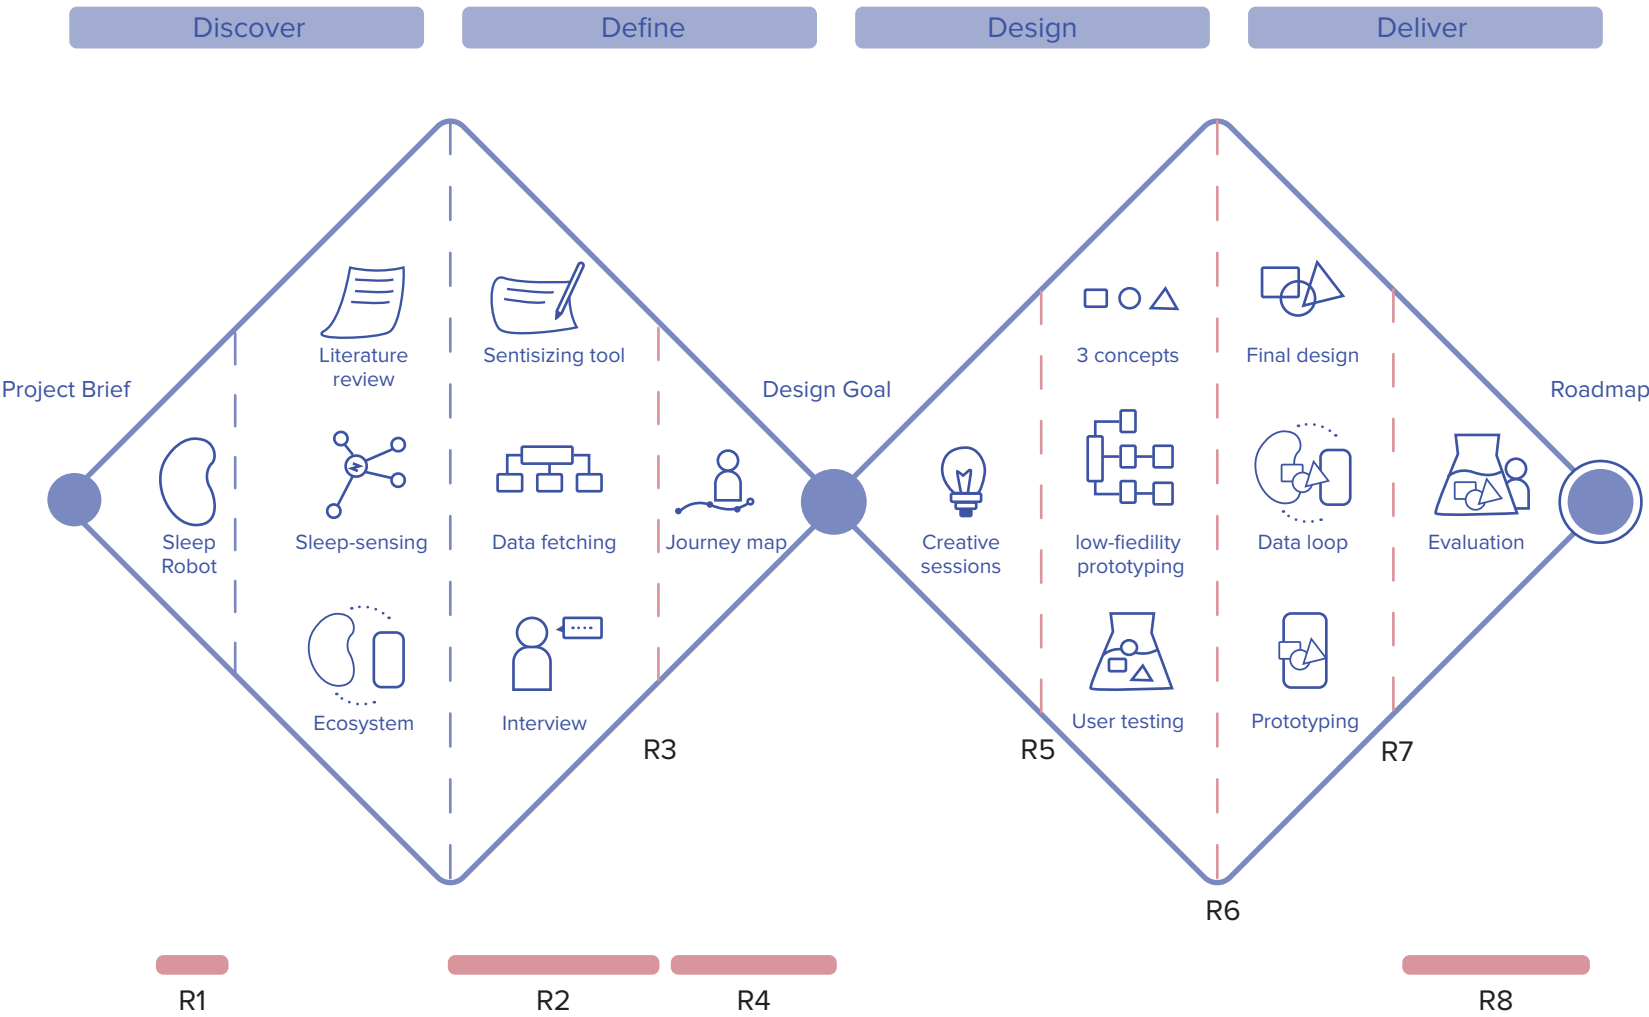 Discover
Define
Design
Deliver
Project Brief
Sleep
Robot
Literature
review
Sleep-sensing
Ecosystem
Sentisizing tool
Data fetching
Interview
R3
Journey map
Design Goal
Creative
sessions
3 concepts
low-fiedility
prototyping
User testing
R5
Final design
Data loop
Prototyping
R7
Evaluation
Roadmap
R6
R1
R2
R4
R8